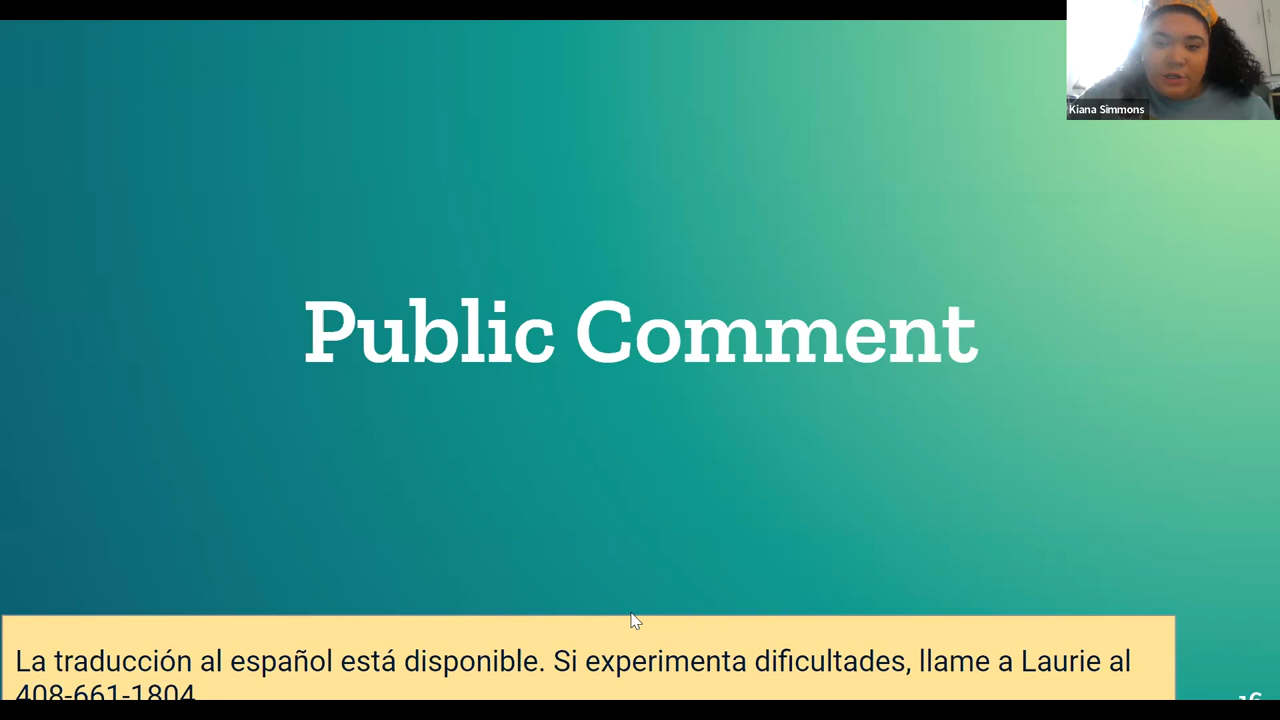 Kiana Simmons
Public Comment
La traducción al español está disponible. Si experimenta dificultades, llame a Laurie al
408-661-1804
16